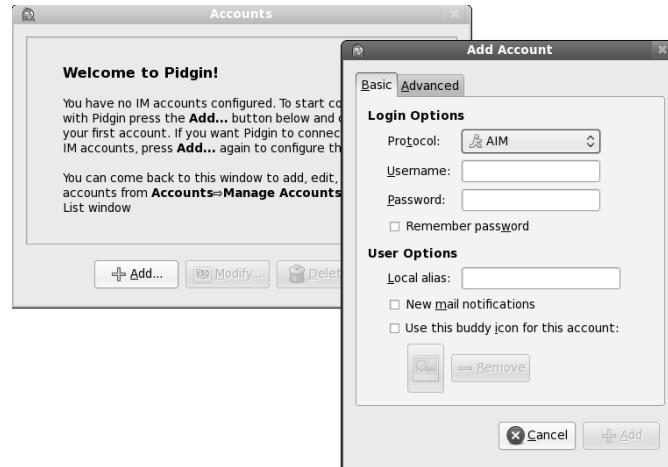 Accounts
Welcome to Pidgin!
You have no IM accounts configured. To start co
with Pidgin press the Add... button below and
your first account. If you want Pidgin to connec
IM accounts, press Add... again to configure th
You can come back to this window to add, edit,
accounts from Accounts⇨Manage Accounts
List window
Add...
Modify...
Delet
Add Account
Basic
Advanced
Login Options
Protocol:
AIM
Username:
Password:
Remember password
User Options
Local alias:
New mail notifications
Use this buddy icon for this account:
Remove
Cancel
Add